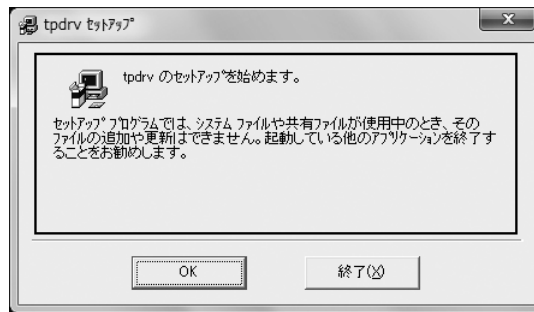 tpdrv ｾｯﾄｱｯﾌﾟ
tpdrv のｾｯﾄｱｯﾌﾟを始めます。
ｾｯﾄｱｯﾌﾟ ﾌﾟﾛｸﾞﾗﾑでは、ｼｽﾃﾑ ﾌｧｲﾙや共有ﾌｧｲﾙが使用中のとき、その
ﾌｧｲﾙの追加や更新はできません。起動している他のｱﾌﾟﾘｹｰｼｮﾝを終了す
ることをお勧めします。
OK
終了(X)